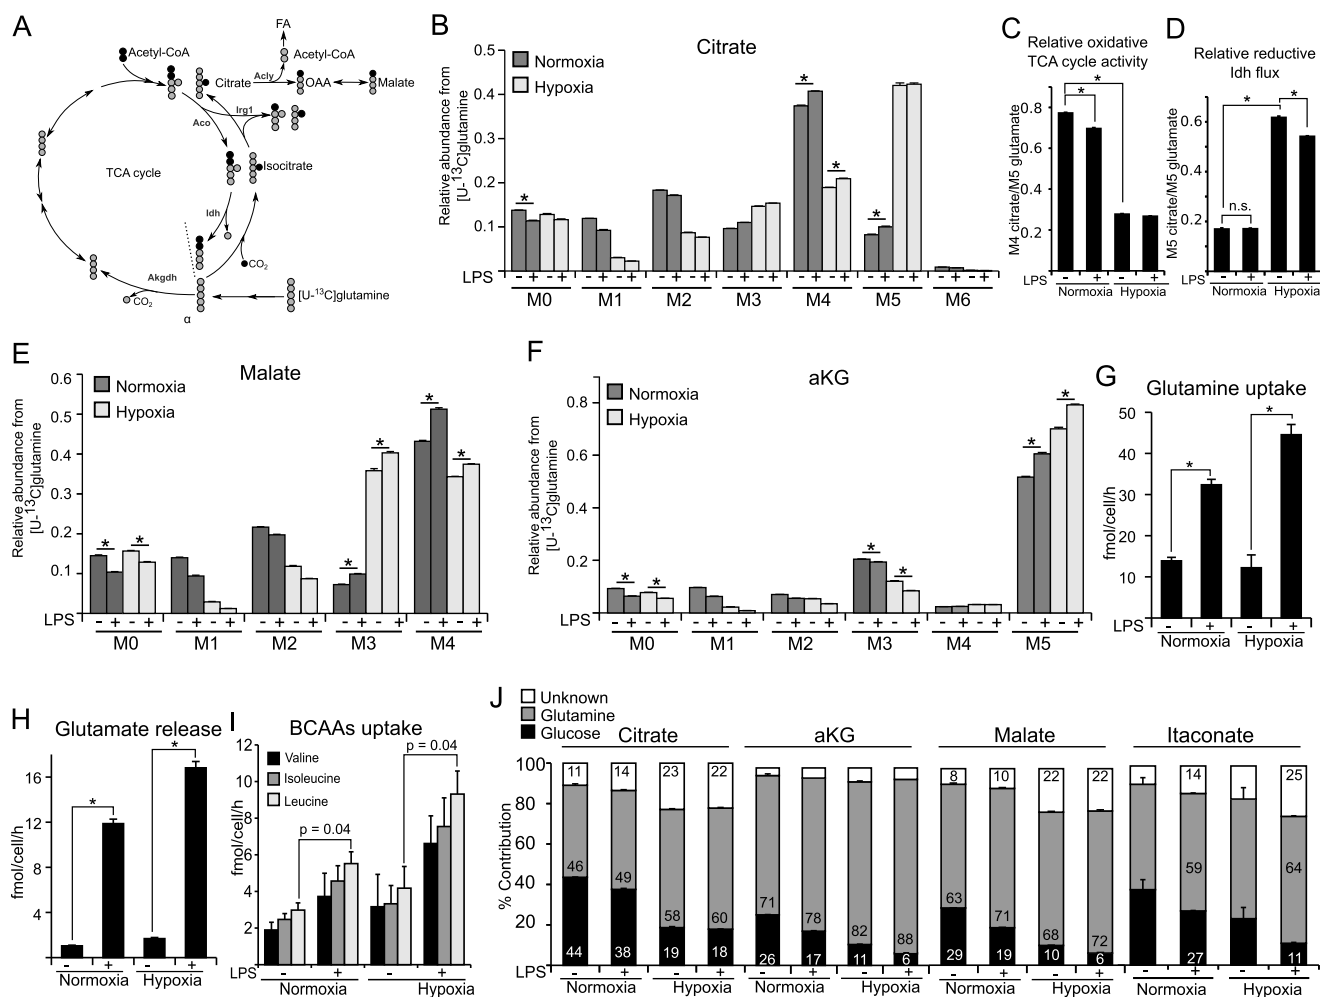 A
FA
Acetyl-CoA
Acetyl-CoA
Citrate
Acly
OAA
Malate
Irg1
Aco
Isocitrate
TCA cycle
Idh
CO2
Akgdh
CO2
[U-13C]glutamine
α
B
Citrate
Normoxia
Hypoxia
Relative abundance from
[U-13C]glutamine
0.5
0.4
0.3
0.2
0.1
* * * *
LPS - + - + - + - + - + - + - + - + - + - + - + - + - + - +
M0 M1 M2 M3 M4 M5 M6
C
Relative oxidative
TCA cycle activity
M4 citrate/M5 glutamate
0.8
0.6
0.4
0.2
0
* *
LPS - +
Normoxia Hypoxia
D
Relative reductive
Idh flux
M5 citrate/M5 glutamate
0.8
0.6
0.4
0.2
0
* *
n.s.
LPS - + - +
Normoxia Hypoxia
E
Malate
Normoxia
Hypoxia
Relative abundance from
[U-13C]glutamine
0.6
0.5
0.4
0.3
0.2
0.1
* * * * * *
LPS - + - + - + - + - + - + - + - + - + - +
M0 M1 M2 M3 M4
F
aKG
Normoxia
Hypoxia
Relative abundance from
[U-13C]glutamine
0.8
0.6
0.4
0.2
0
* * * * * *
LPS - + - + - + - + - + - + - + - + - + - + - + - +
M0 M1 M2 M3 M4 M5
G
Glutamine uptake
fmol/cell/h
50
40
30
20
10
* *
LPS - + - +
Normoxia Hypoxia
H
Glutamate release
fmol/cell/h
16
12
8
4
* *
- + - +
Normoxia Hypoxia
I
BCAAs uptake
Valine
Isoleucine
Leucine
p = 0.04
p = 0.04
fmol/cell/h
12
10
8
6
4
2
0
LPS - + - +
Normoxia Hypoxia
J
Unknown
Glutamine
Glucose
Citrate aKG Malate Itaconate
% Contribution
100
80
60
40
20
0
11 14 23 22 8 10 22 22 14 25
46 49 58 60 71 78 82 88 63 71 68 72 59 64
44 38 19 18 26 17 11 6 29 19 10 6 27 11
LPS - + - + - + - + - + - + - + - +
Normoxia Hypoxia Normoxia Hypoxia Normoxia Hypoxia Normoxia Hypoxia